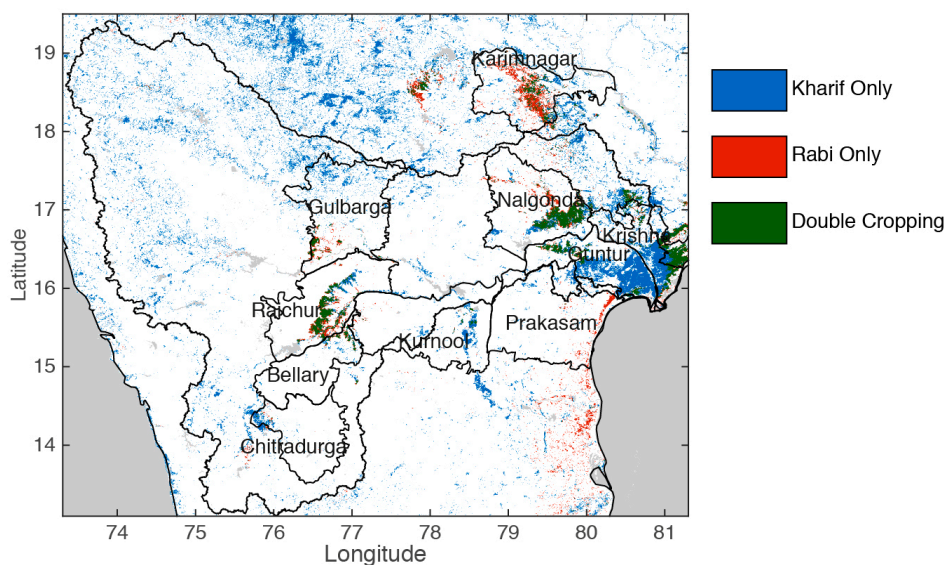 Karimnagar
Gulbarga
Nalgonda
Krishna
Guntur
Raichur
Prakasam
Kurnool
Bellary
Chitradurga
19
18
17
16
15
14
Latitude
74 75 76 77 78 79 80 81
Longitude
Kharif Only
Rabi Only
Double Cropping